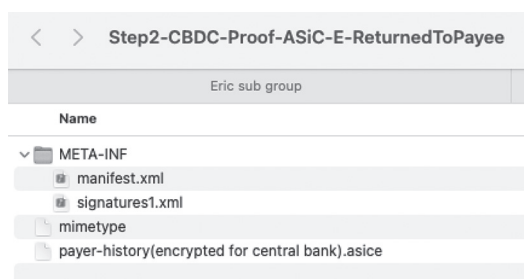 Step2-CBDC-Proof-ASiC-E-ReturnedToPayee
Eric sub group
Name
META-INF
manifest.xml
signatures1.xml
mimetype
payer-history(encrypted for central bank).asice